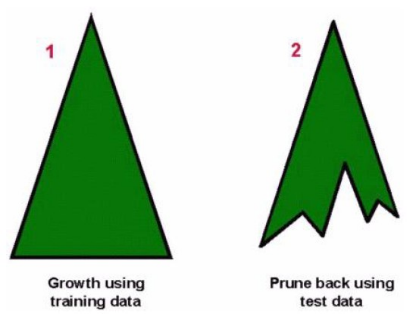 1
2
Growth using
training data
Prune back using
test data